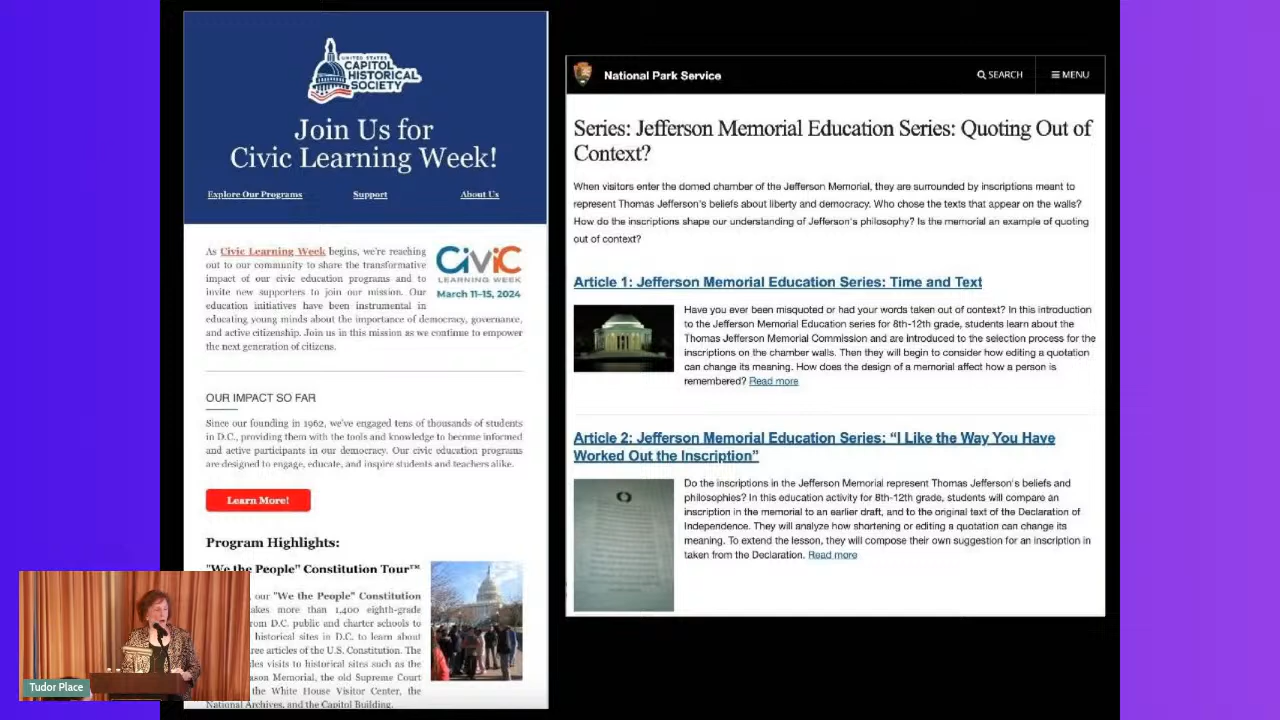 UNITED STATES
CAPITOL
HISTORICAL
SOCIETY
Join Us for
Civic Learning Week!
Explore Our Programs
Support
About Us
As Civic Learning Week begins, we're reaching
out to our community to share the transformative
impact of our civic education programs and to
invite new supporters to join our mission. Our
education initiatives have been instrumental in
educating young minds about the importance of democracy, governance,
and active citizenship. Join us in this mission as we continue to empower
the next generation of citizens.
CiviC
LEARNING WEEK
March 11–15, 2024
OUR IMPACT SO FAR
Since our founding in 1962, we've engaged tens of thousands of students
in D.C., providing them with the tools and knowledge to become informed
and active participants in our democracy. Our civic education programs
are designed to engage, educate, and inspire students and teachers alike.
Learn More!
Program Highlights:
"We the People" Constitution Tour™
our "We the People" Constitution
akes more than 1,400 eighth-grade
rom D.C. public and charter schools to
historical sites in D.C. to learn about
ree articles of the U.S. Constitution. The
des visits to historical sites such as the
ason Memorial, the old Supreme Court
the White House Visitor Center, the
National Archives, and the Capitol Building.
National Park Service
SEARCH
MENU
Series: Jefferson Memorial Education Series: Quoting Out of
Context?
When visitors enter the domed chamber of the Jefferson Memorial, they are surrounded by inscriptions meant to
represent Thomas Jefferson's beliefs about liberty and democracy. Who chose the texts that appear on the walls?
How do the inscriptions shape our understanding of Jefferson's philosophy? Is the memorial an example of quoting
out of context?
Article 1: Jefferson Memorial Education Series: Time and Text
Have you ever been misquoted or had your words taken out of context? In this introduction
to the Jefferson Memorial Education series for 8th-12th grade, students learn about the
Thomas Jefferson Memorial Commission and are introduced to the selection process for the
inscriptions on the chamber walls. Then they will begin to consider how editing a quotation
can change its meaning. How does the design of a memorial affect how a person is
remembered? Read more
Article 2: Jefferson Memorial Education Series: “I Like the Way You Have
Worked Out the Inscription”
Do the inscriptions in the Jefferson Memorial represent Thomas Jefferson's beliefs and
philosophies? In this education activity for 8th-12th grade, students will compare an
inscription in the memorial to an earlier draft, and to the original text of the Declaration of
Independence. They will analyze how shortening or editing a quotation can change its
meaning. To extend the lesson, they will compose their own suggestion for an inscription in
taken from the Declaration. Read more
Tudor Place